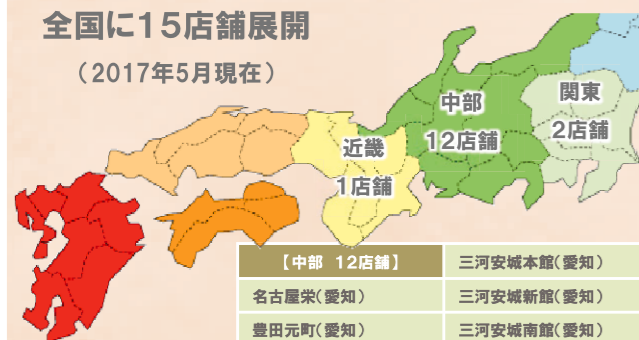 全国に15店舗展開
（2017年5月現在）
中部
12店舗
関東
2店舗
近畿
1店舗
【中部 12店舗】
三河安城本館(愛知)
名古屋栄(愛知)
三河安城新館(愛知)
豊田元町(愛知)
三河安城南館(愛知)